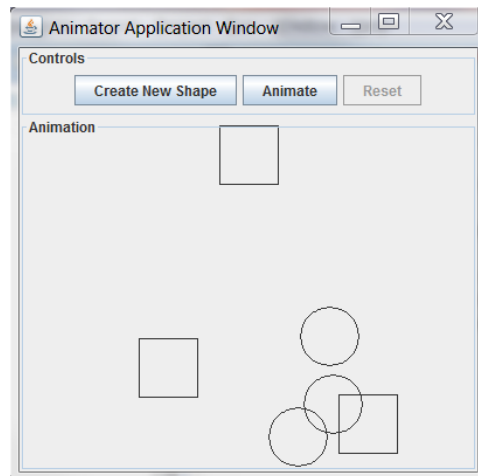 Animator Application Window
Controls
Create New Shape Animate Reset
Animation